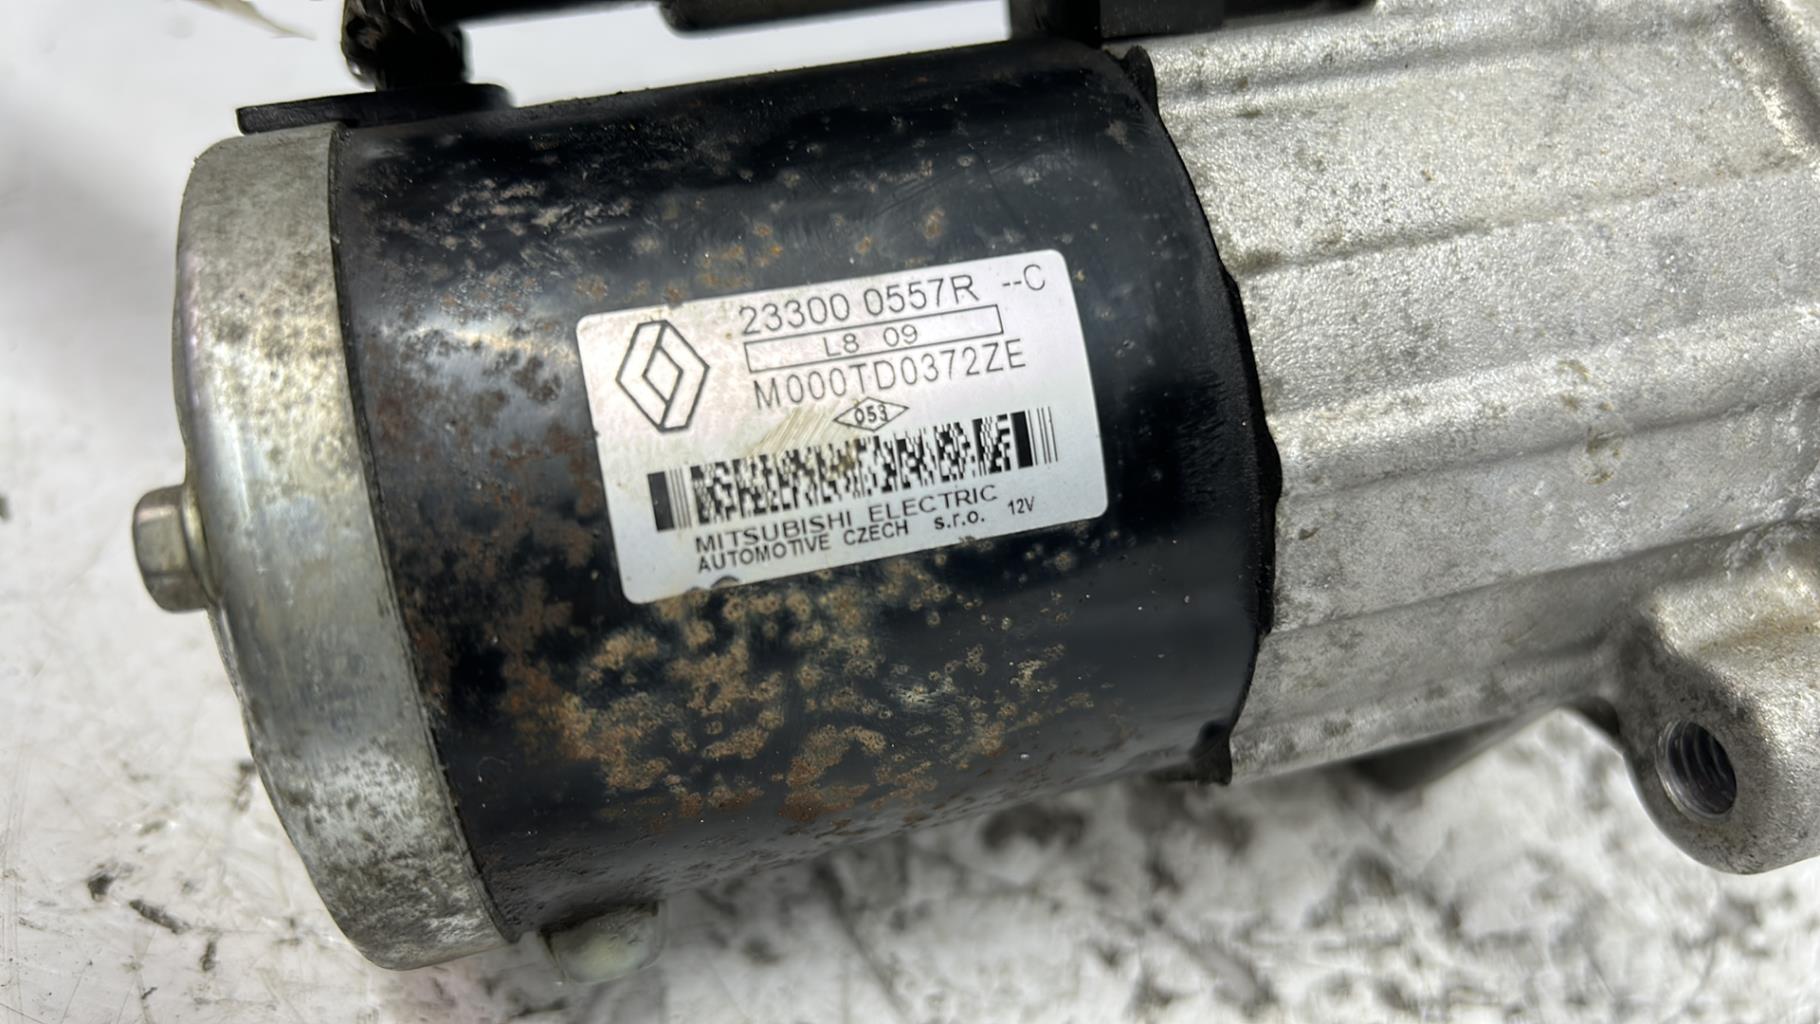 23300 0557R --C
L8 09
M000TD0372ZE
053
MITSUBISHI ELECTRIC
AUTOMOTIVE CZECH s.r.o. 12V